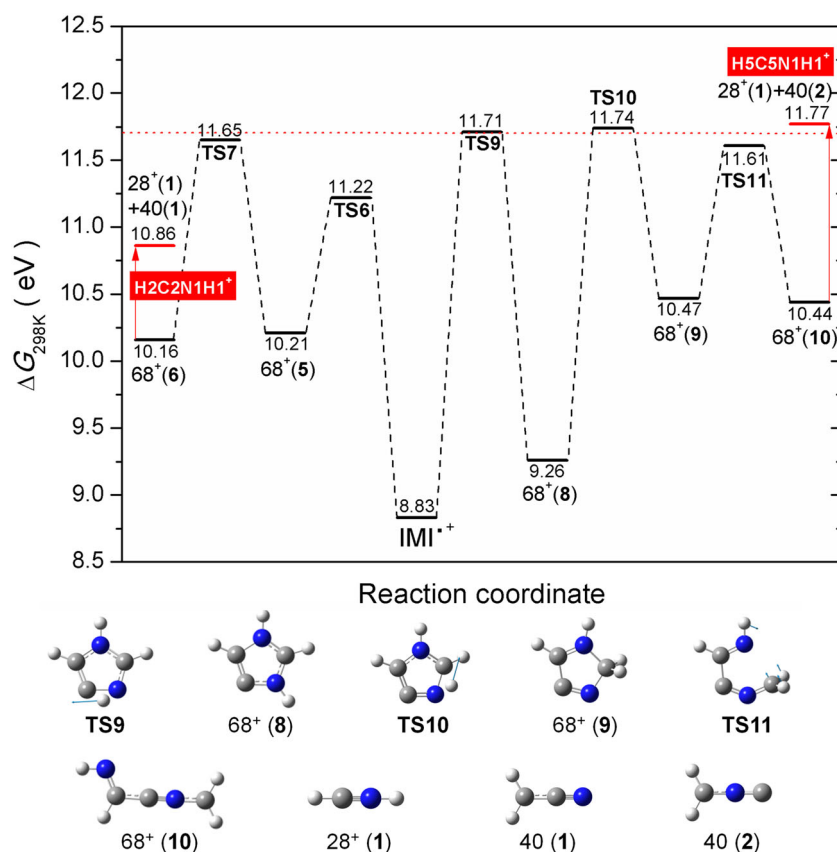 12.5
12.0
11.5
11.0
10.5
10.0
9.5
9.0
8.5
ΔG298K ( eV )
28+(1)
+40(1)
10.86
H2C2N1H1+
10.16
68+(6)
11.65
TS7
10.21
68+(5)
11.22
TS6
8.83
IMI•+
11.71
TS9
9.26
68+(8)
TS10
11.74
10.47
68+(9)
11.61
TS11
H5C5N1H1+
28+(1)+40(2)
11.77
10.44
68+(10)
Reaction coordinate
TS9 68+ (8) TS10 68+ (9) TS11
68+ (10) 28+ (1) 40 (1) 40 (2)